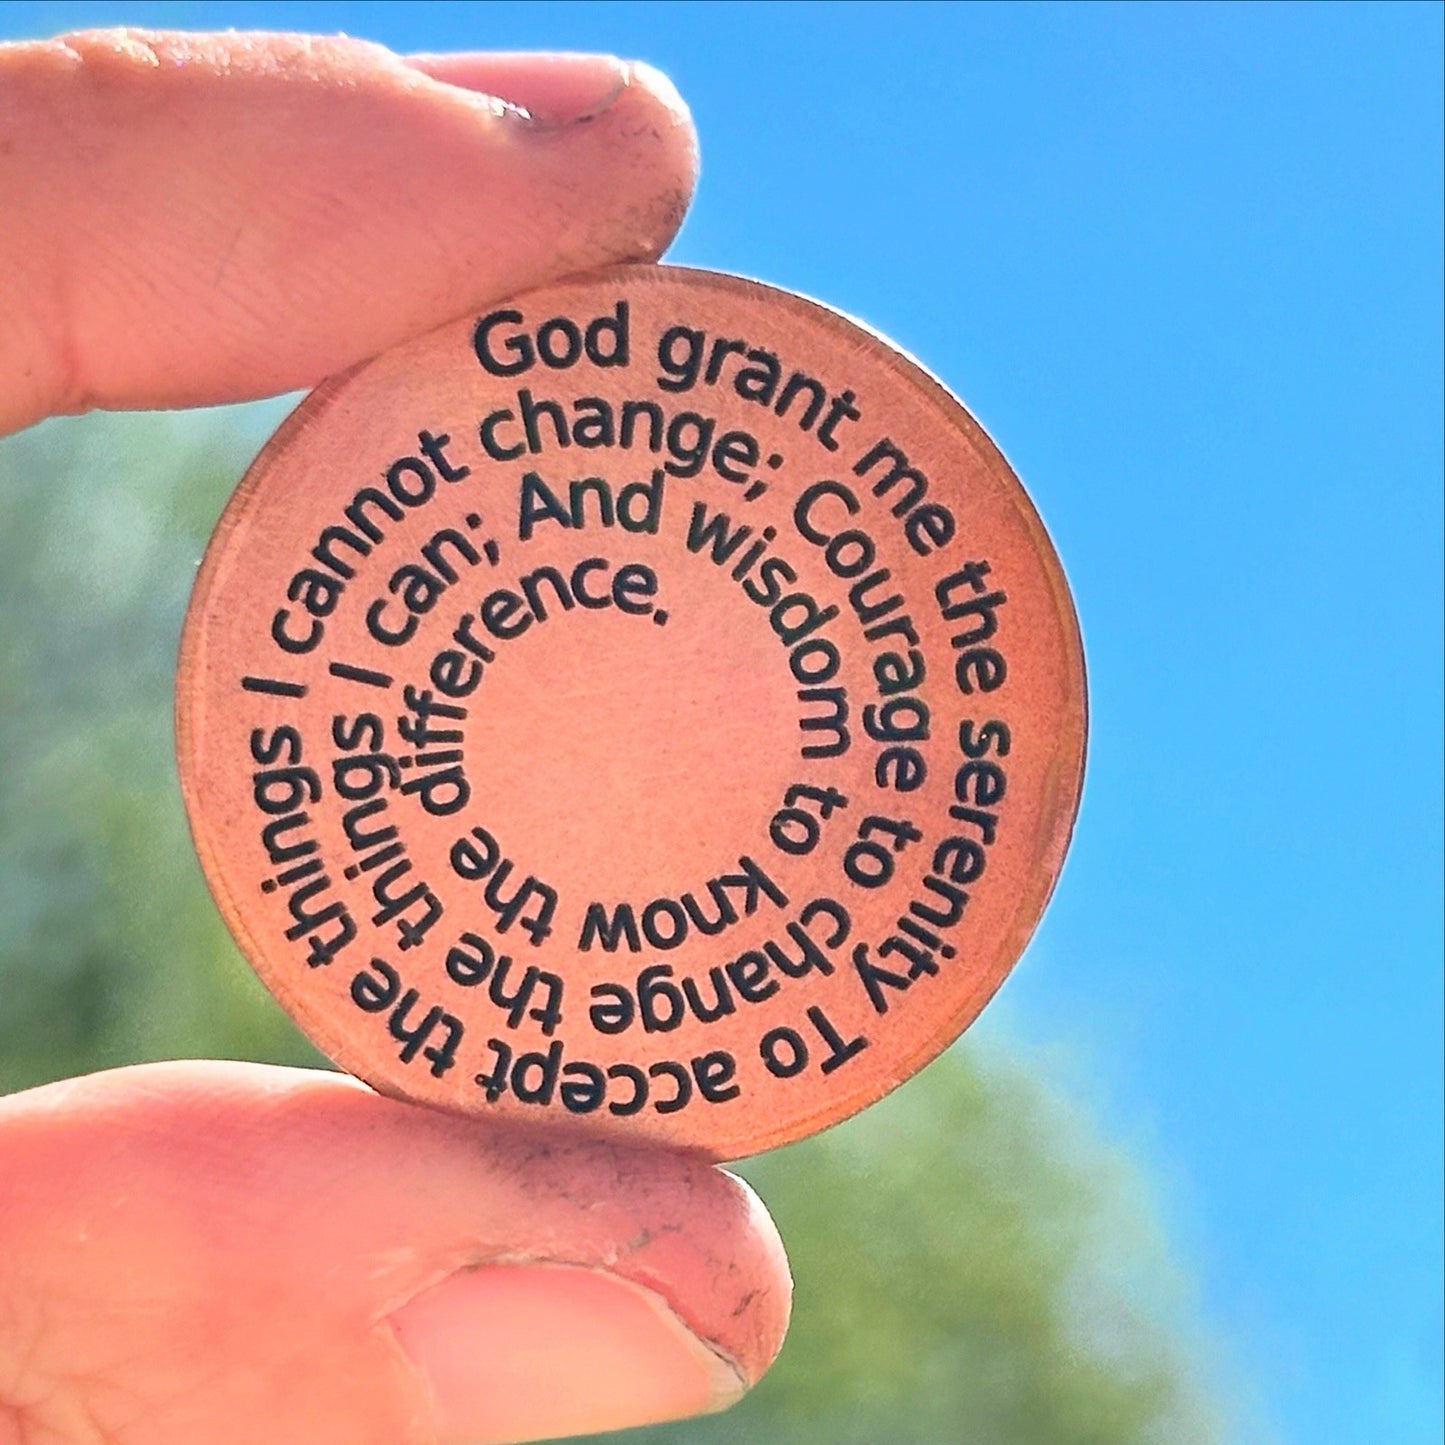 God grant me the serenity To accept the things I cannot change; Courage to change the things I can; And wisdom to know the difference.